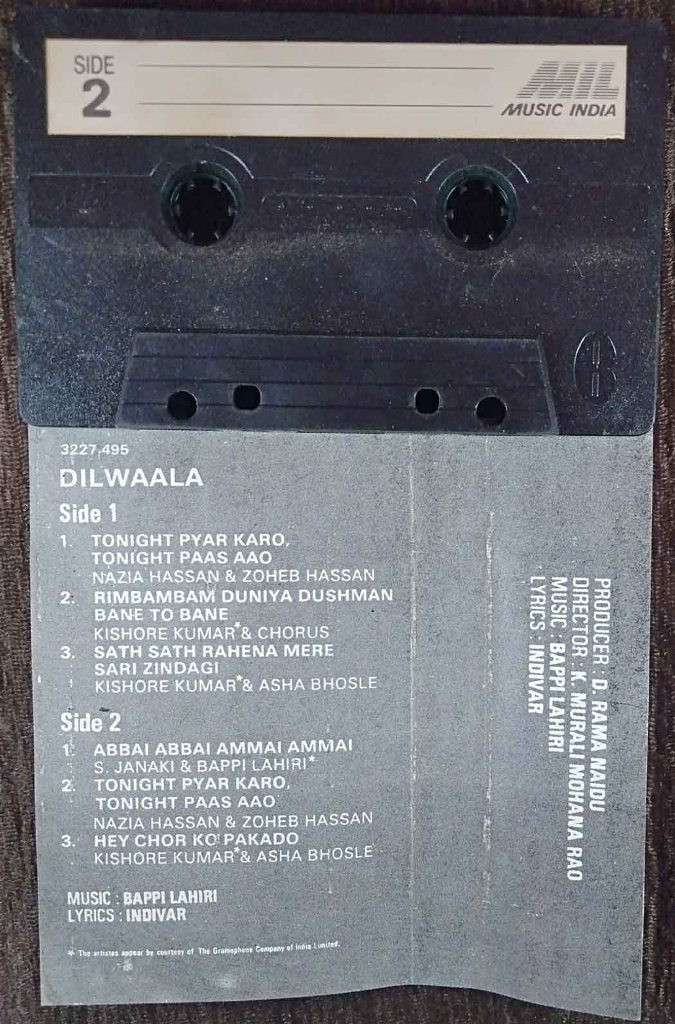 SIDE
2
MIL
MUSIC INDIA
3227.495
DILWAALA
Side 1
1. TONIGHT PYAR KARO,
TONIGHT PAAS AAO
NAZIA HASSAN & ZOHEB HASSAN
2. RIMBAMBAM DUNIYA DUSHMAN
BANE TO BANE
KISHORE KUMAR* & CHORUS
3. SATH SATH RAHENA MERE
SARI ZINDAGI
KISHORE KUMAR* & ASHA BHOSLE
Side 2
1. ABBAI ABBAI AMMAI AMMAI
S. JANAKI & BAPPI LAHIRI*
2. TONIGHT PYAR KARO,
TONIGHT PAAS AAO
NAZIA HASSAN & ZOHEB HASSAN
3. HEY CHOR KO PAKADO
KISHORE KUMAR* & ASHA BHOSLE
MUSIC : BAPPI LAHIRI
LYRICS : INDIVAR
* The artistes appear by courtesy of The Gramophone Company of India Limited.
PRODUCER : D. RAMA NAIDU
DIRECTOR : K. MURALI MOHANA RAO
MUSIC : BAPPI LAHIRI
LYRICS : INDIVAR